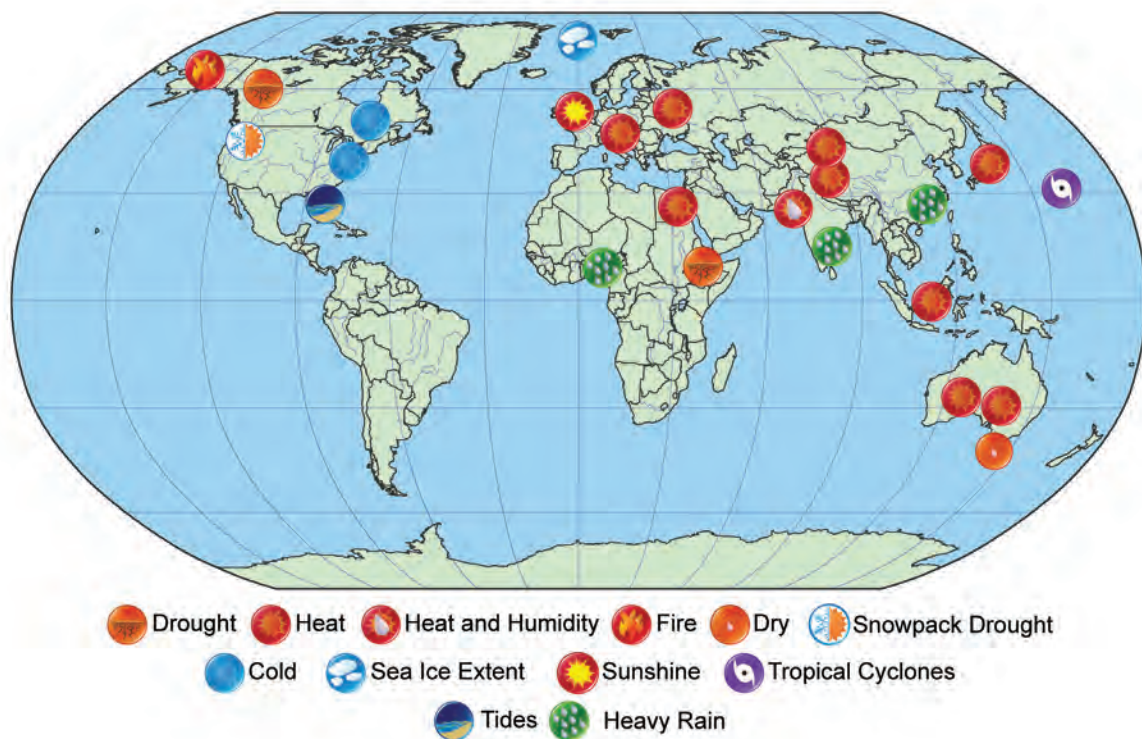 Drought Heat Heat and Humidity Fire Dry Snowpack Drought
Cold Sea Ice Extent Sunshine Tropical Cyclones
Tides Heavy Rain